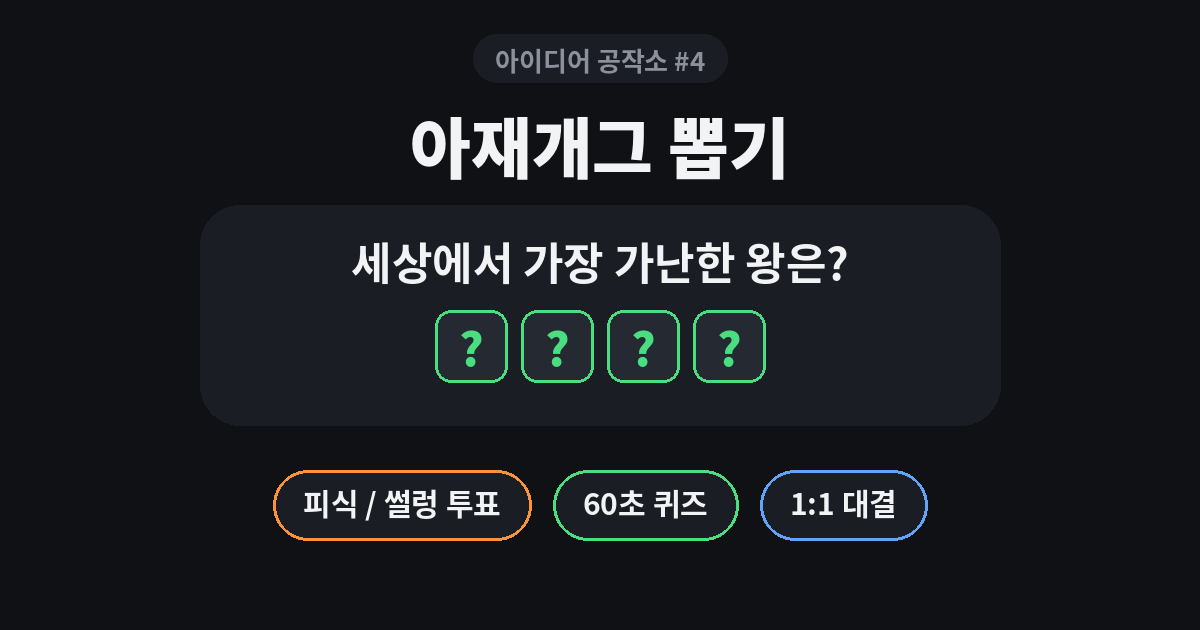 아이디어 공작소 #4
아재개그 뽑기
세상에서 가장 가난한 왕은?
? ? ? ?
피식 / 썰렁 투표 60초 퀴즈 1:1 대결